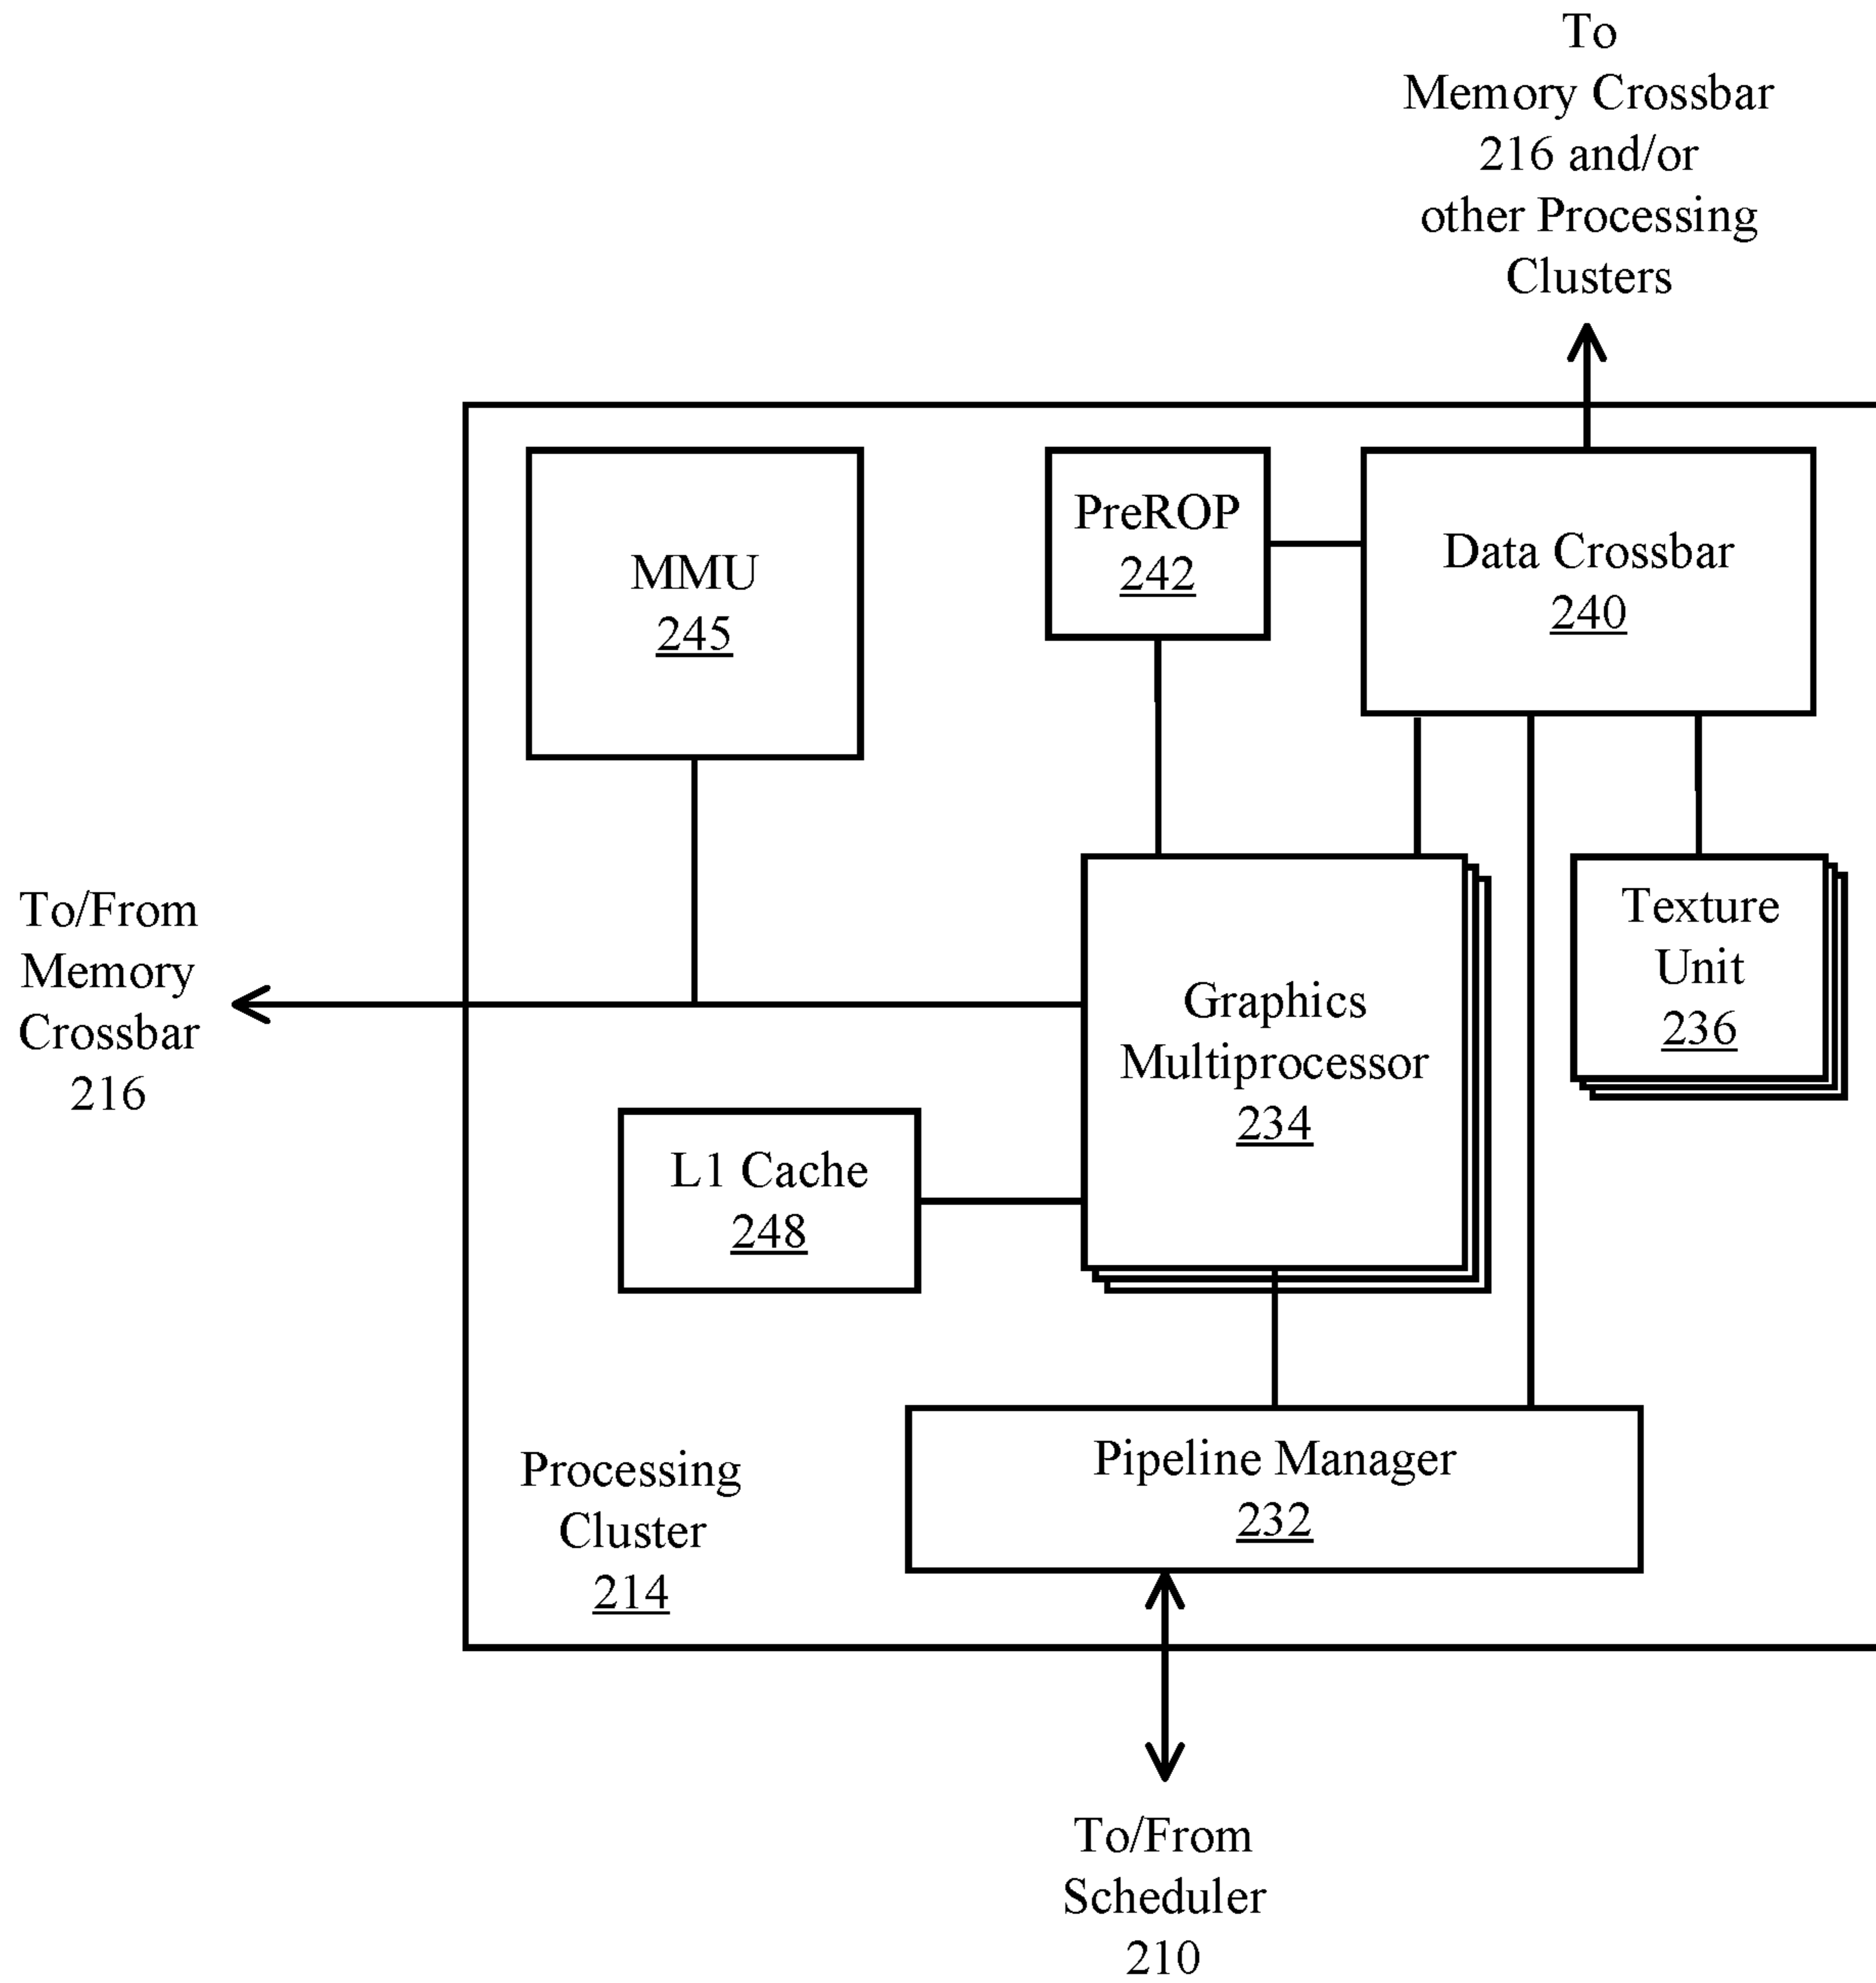 To
Memory Crossbar
216 and/or
other Processing
Clusters
MMU
245
PreROP
242
Data Crossbar
240
To/From
Memory
Crossbar
216
Graphics
Multiprocessor
234
Texture
Unit
236
L1 Cache
248
Processing
Cluster
214
Pipeline Manager
232
To/From
Scheduler
210